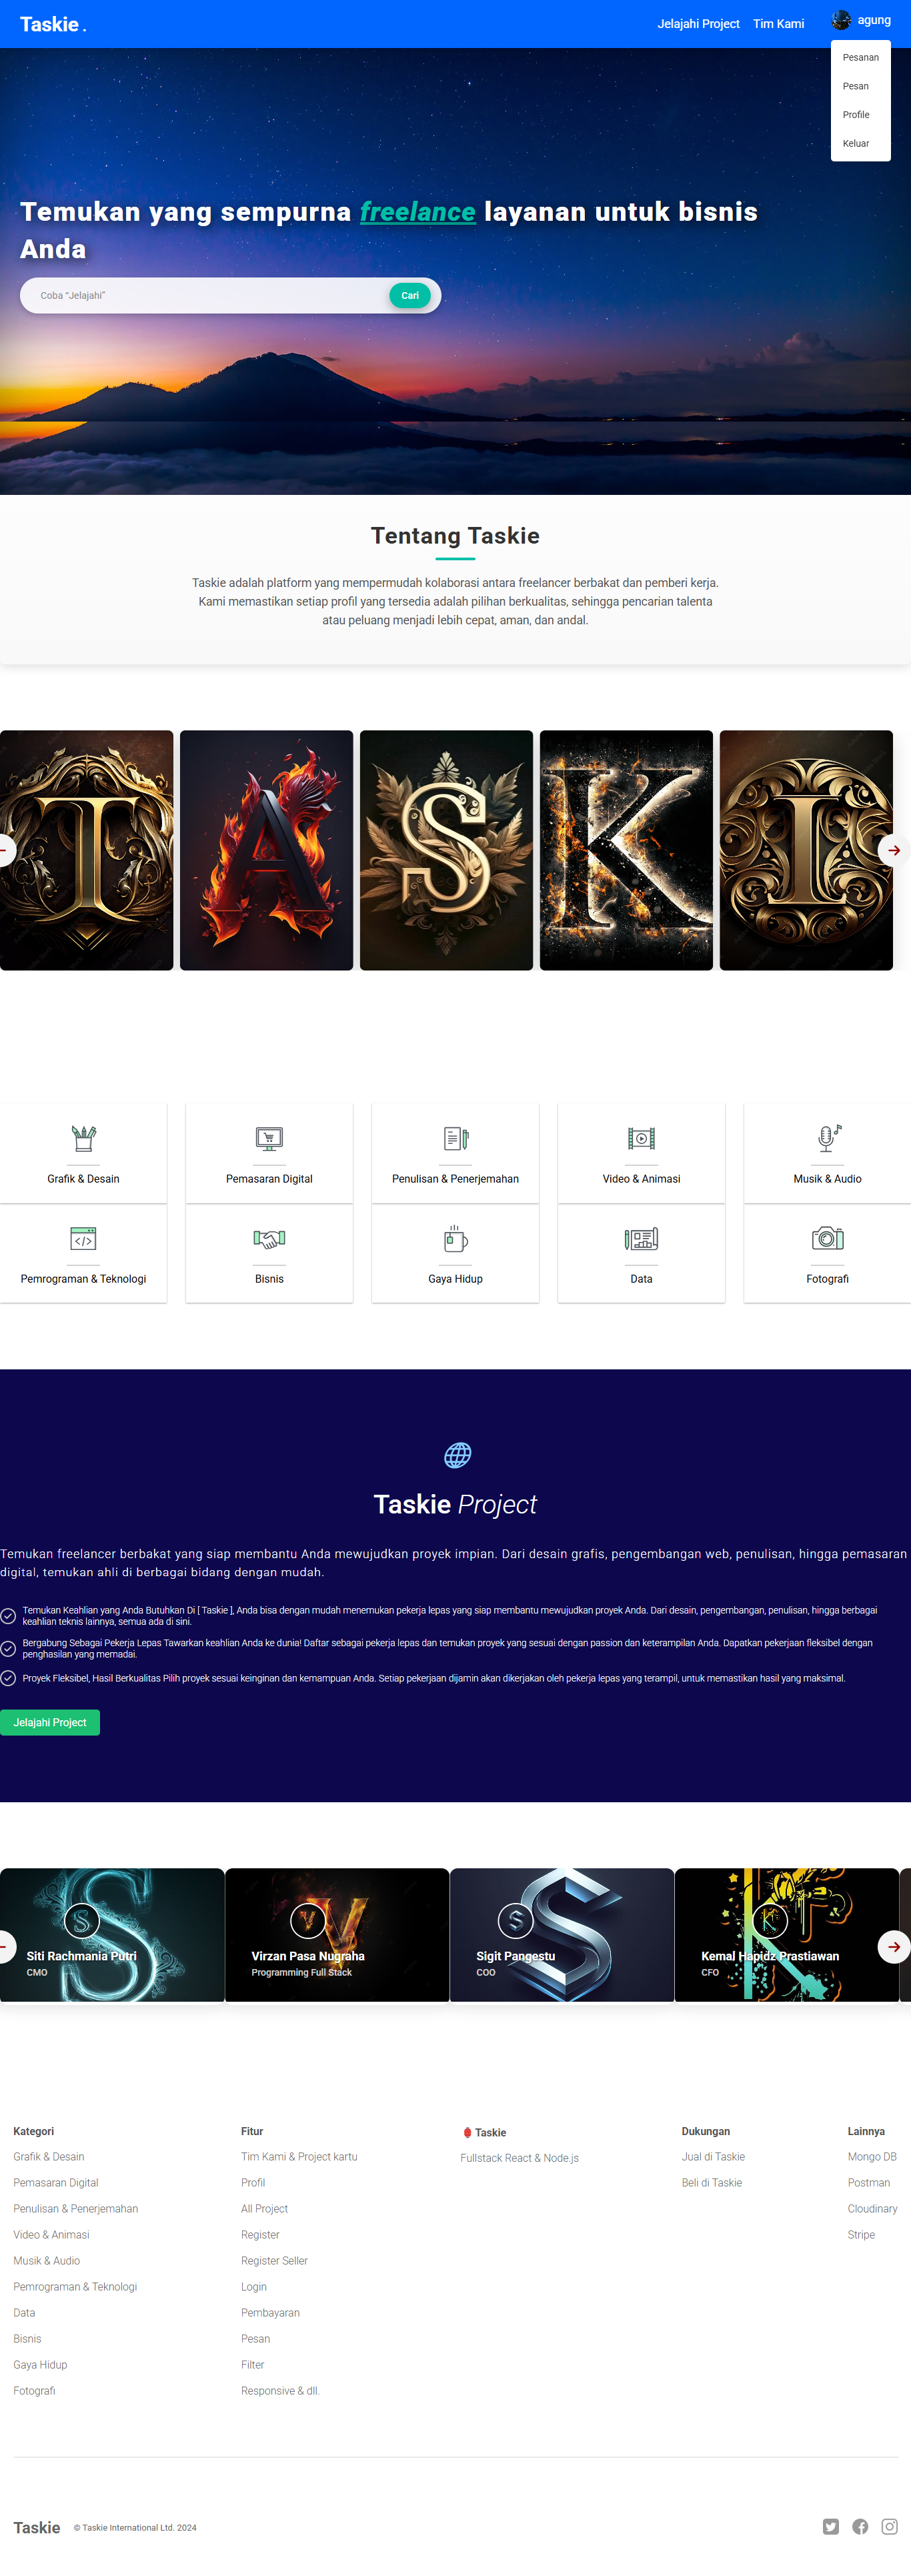 Taskie .
Jelajahi Project
Tim Kami
agung
Pesanan
Pesan
Profile
Keluar
Temukan yang sempurna freelance layanan untuk bisnis
Anda
Coba “Jelajahi”
Cari
Tentang Taskie
Taskie adalah platform yang mempermudah kolaborasi antara freelancer berbakat dan pemberi kerja.
Kami memastikan setiap profil yang tersedia adalah pilihan berkualitas, sehingga pencarian talenta
atau peluang menjadi lebih cepat, aman, dan andal.
T A S K I
Grafik & Desain
Pemasaran Digital
Penulisan & Penerjemahan
Video & Animasi
Musik & Audio
Pemrograman & Teknologi
Bisnis
Gaya Hidup
Data
Fotografi
Taskie Project
Temukan freelancer berbakat yang siap membantu Anda mewujudkan proyek impian. Dari desain grafis, pengembangan web, penulisan, hingga pemasaran
digital, temukan ahli di berbagai bidang dengan mudah.
Temukan Keahlian yang Anda Butuhkan Di [ Taskie ], Anda bisa dengan mudah menemukan pekerja lepas yang siap membantu mewujudkan proyek Anda. Dari desain, pengembangan, penulisan, hingga berbagai
keahlian teknis lainnya, semua ada di sini.
Bergabung Sebagai Pekerja Lepas Tawarkan keahlian Anda ke dunia! Daftar sebagai pekerja lepas dan temukan proyek yang sesuai dengan passion dan keterampilan Anda. Dapatkan pekerjaan fleksibel dengan
penghasilan yang memadai.
Proyek Fleksibel, Hasil Berkualitas Pilih proyek sesuai keinginan dan kemampuan Anda. Setiap pekerjaan dijamin akan dikerjakan oleh pekerja lepas yang terampil, untuk memastikan hasil yang maksimal.
Jelajahi Project
S
S
Siti Rachmania Putri
CMO
V
V
Virzan Pasa Nugraha
Programming Full Stack
S
S
Sigit Pangestu
COO
K
K
Kemal Hapidz Prastiawan
CFO
Kategori
Grafik & Desain
Pemasaran Digital
Penulisan & Penerjemahan
Video & Animasi
Musik & Audio
Pemrograman & Teknologi
Data
Bisnis
Gaya Hidup
Fotografi
Fitur
Tim Kami & Project kartu
Profil
All Project
Register
Register Seller
Login
Pembayaran
Pesan
Filter
Responsive & dll.
Taskie
Fullstack React & Node.js
Dukungan
Jual di Taskie
Beli di Taskie
Lainnya
Mongo DB
Postman
Cloudinary
Stripe
Taskie
© Taskie International Ltd. 2024